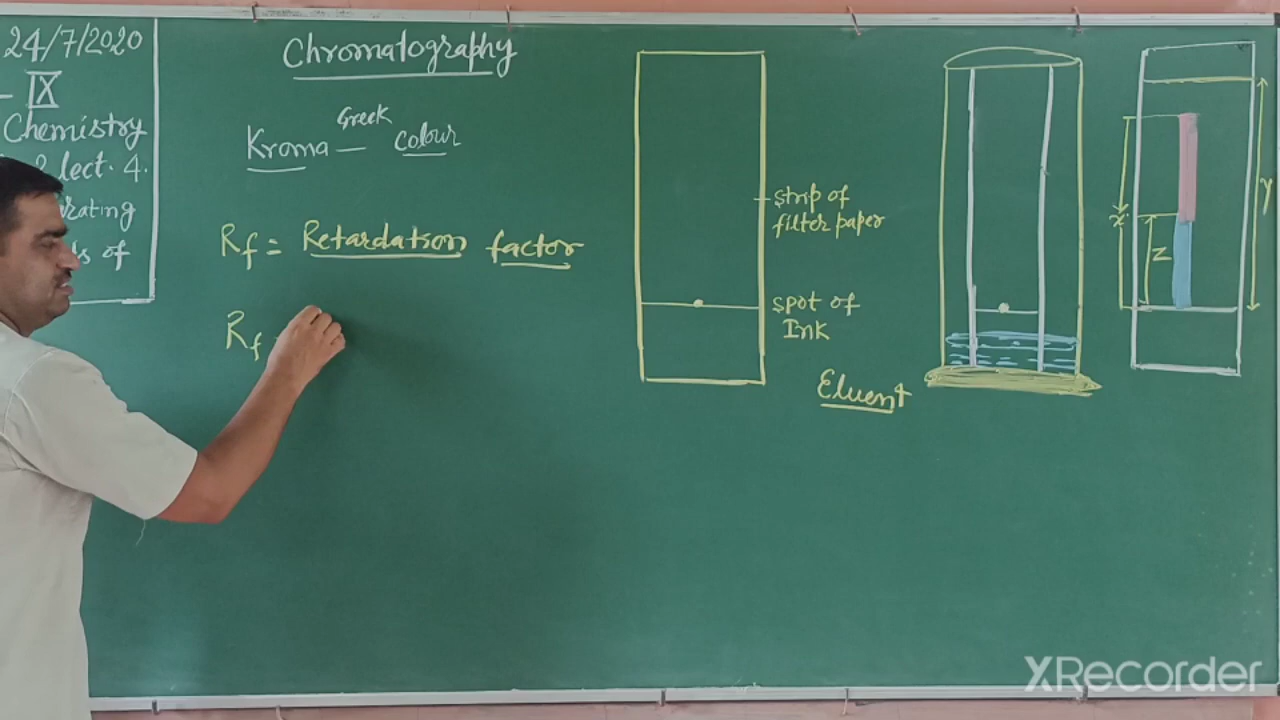 24/7/2020
- IX
Chemistry
lect. 4.
rating
of
Chromatography
Greek
Kroma — Colour
Rf = Retardation factor
Rf
strip of
filter paper
spot of
Ink
Eluent
x
Z
Y
XRecorder